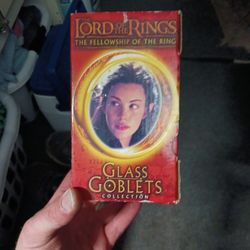 THE LORD OF THE RINGS
THE FELLOWSHIP OF THE RING
GLASS
GOBLETS
COLLECTION